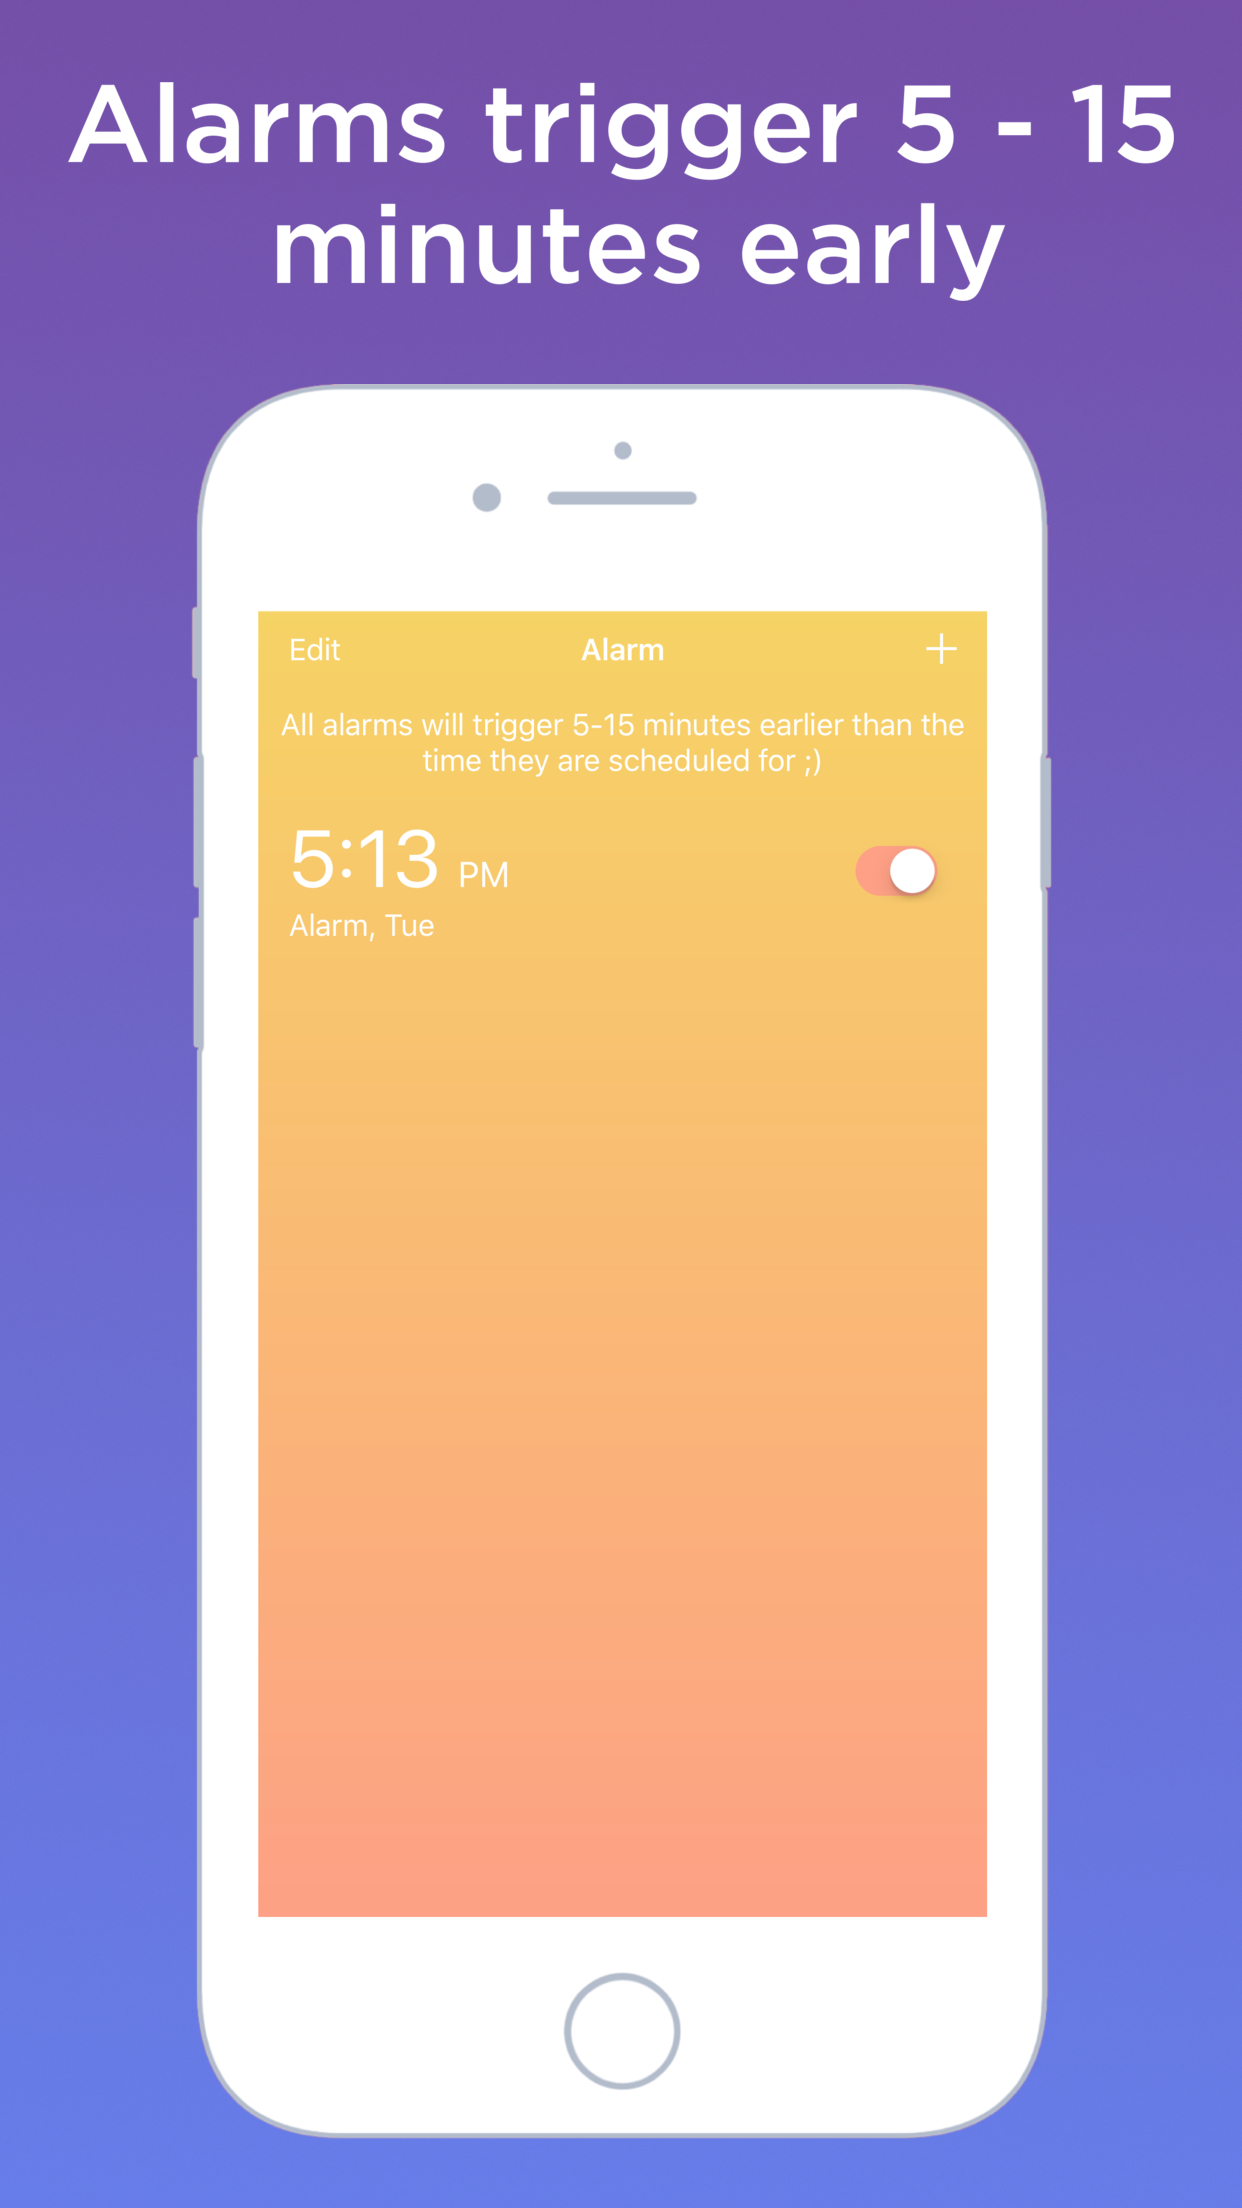 Alarms trigger 5 - 15
minutes early
Edit
Alarm
+
All alarms will trigger 5-15 minutes earlier than the
time they are scheduled for ;)
5:13 PM
Alarm, Tue